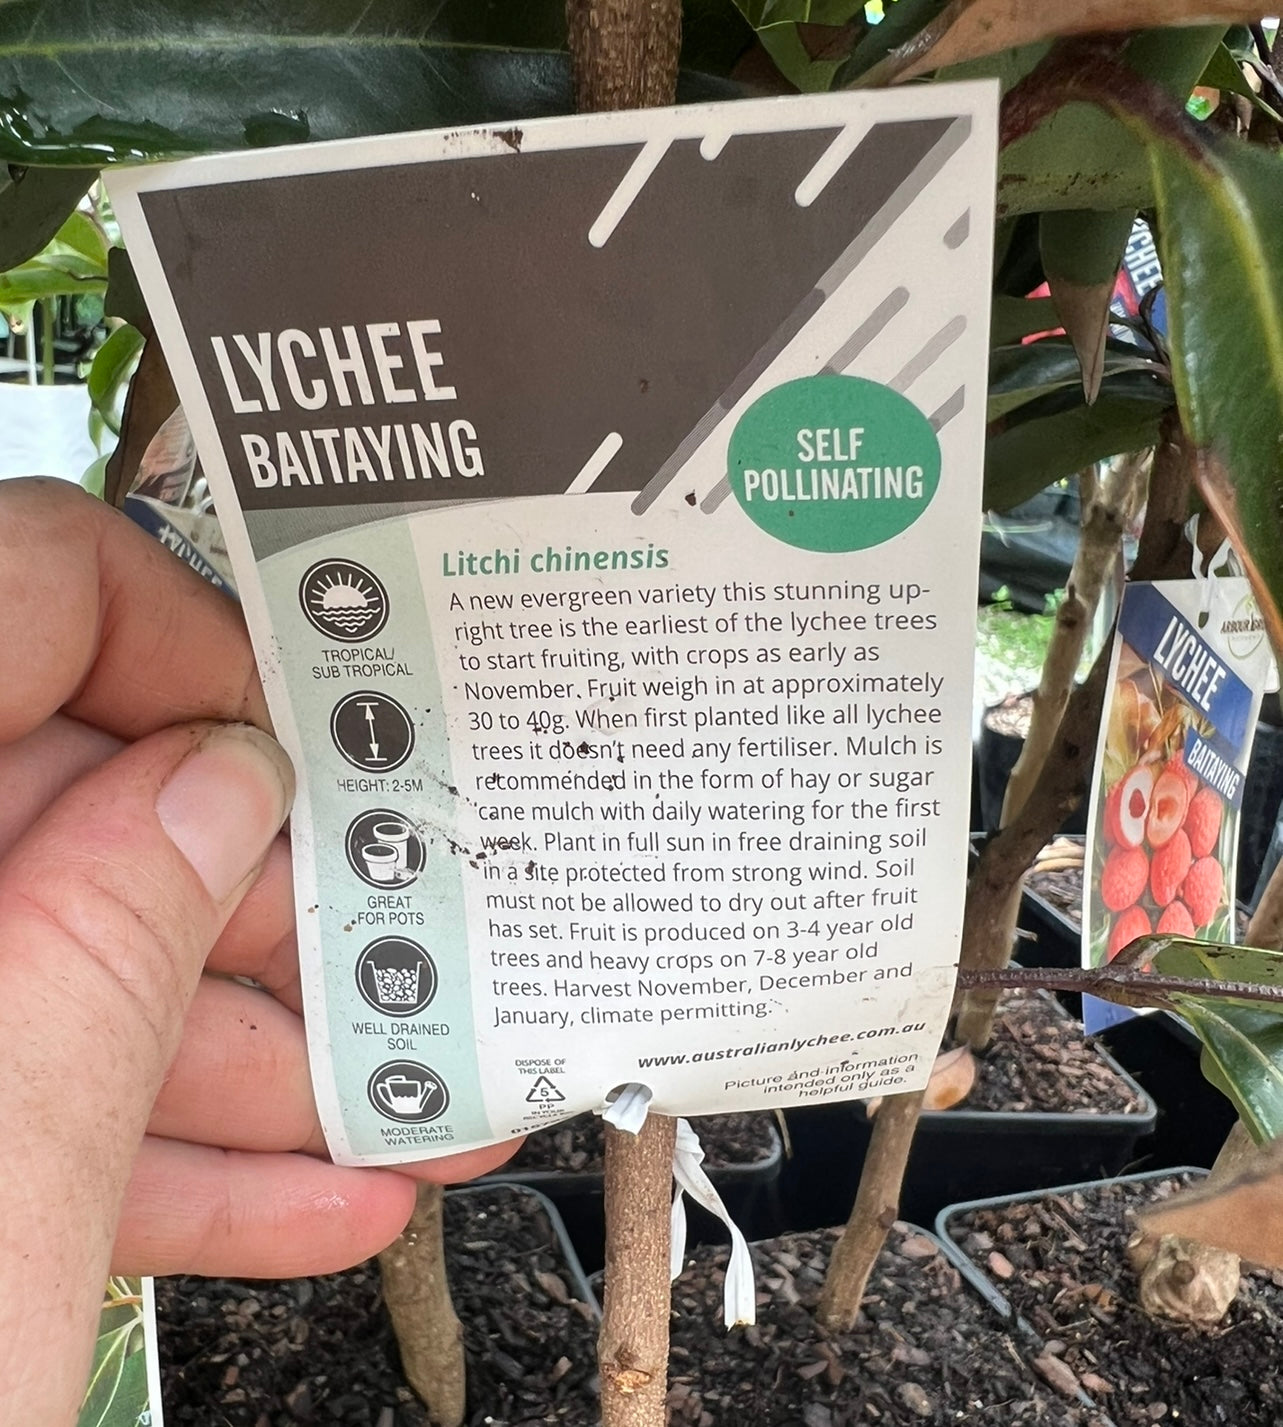 LYCHEE
BAITAYING
SELF
POLLINATING
Litchi chinensis
A new evergreen variety this stunning up-
right tree is the earliest of the lychee trees
to start fruiting, with crops as early as
November. Fruit weigh in at approximately
30 to 40g. When first planted like all lychee
trees it doesn't need any fertiliser. Mulch is
recommended in the form of hay or sugar
cane mulch with daily watering for the first
week. Plant in full sun in free draining soil
in a site protected from strong wind. Soil
must not be allowed to dry out after fruit
has set. Fruit is produced on 3-4 year old
trees and heavy crops on 7-8 year old
trees. Harvest November, December and
January, climate permitting.
www.australianlychee.com.au
Picture and information
intended only as a
helpful guide.
TROPICAL/
SUB TROPICAL
HEIGHT: 2-5M
GREAT
FOR POTS
WELL DRAINED
SOIL
MODERATE
WATERING
DISPOSE OF
THIS LABEL
5
PP
IN YOUR
LYCHEE
BAITAYING
LYCHEE
LYCHEE